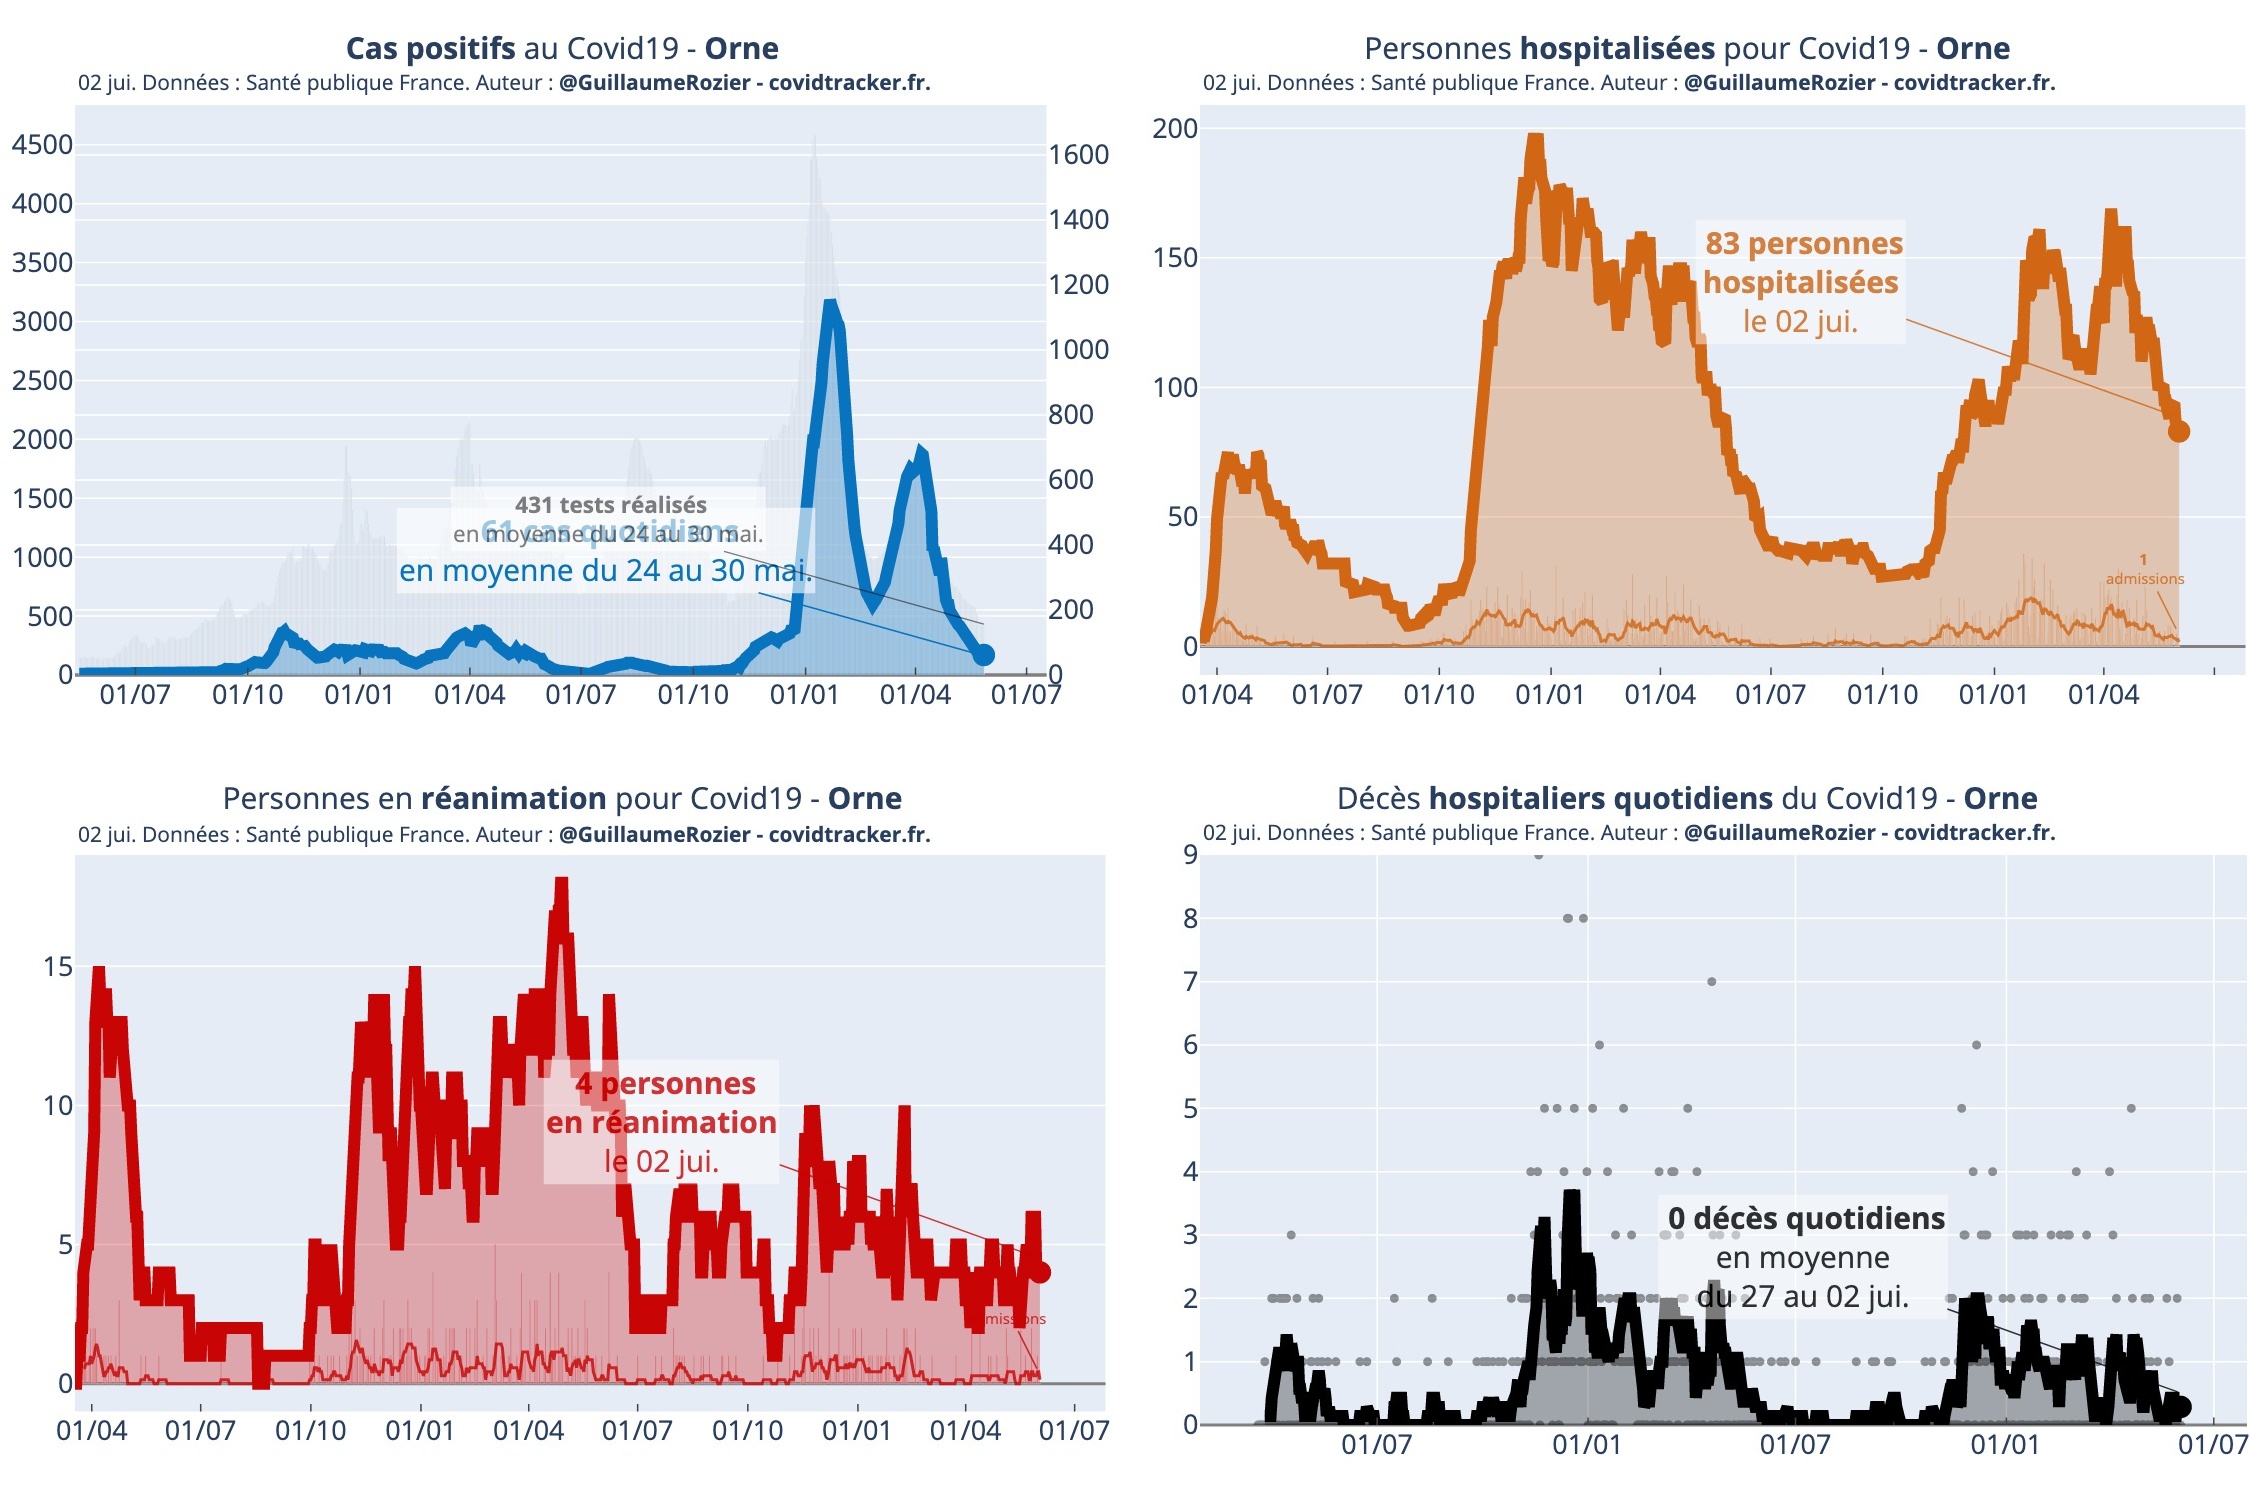 Cas positifs au Covid19 - Orne
02 jui. Données : Santé publique France. Auteur : @GuillaumeRozier - covidtracker.fr.
4500
4000
3500
3000
2500
2000
1500
1000
500
0
1600
1400
1200
1000
800
600
400
200
0
431 tests réalisés
en moyenne du 24 au 30 mai.
61 cas quotidiens
en moyenne du 24 au 30 mai.
01/07 01/10 01/01 01/04 01/07 01/10 01/01 01/04 01/07
Personnes hospitalisées pour Covid19 - Orne
02 jui. Données : Santé publique France. Auteur : @GuillaumeRozier - covidtracker.fr.
200
150
100
50
0
83 personnes
hospitalisées
le 02 jui.
1
admissions
01/04 01/07 01/10 01/01 01/04 01/07 01/10 01/01 01/04
Personnes en réanimation pour Covid19 - Orne
02 jui. Données : Santé publique France. Auteur : @GuillaumeRozier - covidtracker.fr.
15
10
5
0
4 personnes
en réanimation
le 02 jui.
01/04 01/07 01/10 01/01 01/04 01/07 01/10 01/01 01/04 01/07
Décès hospitaliers quotidiens du Covid19 - Orne
02 jui. Données : Santé publique France. Auteur : @GuillaumeRozier - covidtracker.fr.
9
8
7
6
5
4
3
2
1
0
0 décès quotidiens
en moyenne
du 27 au 02 jui.
01/07 01/01 01/07 01/01 01/07